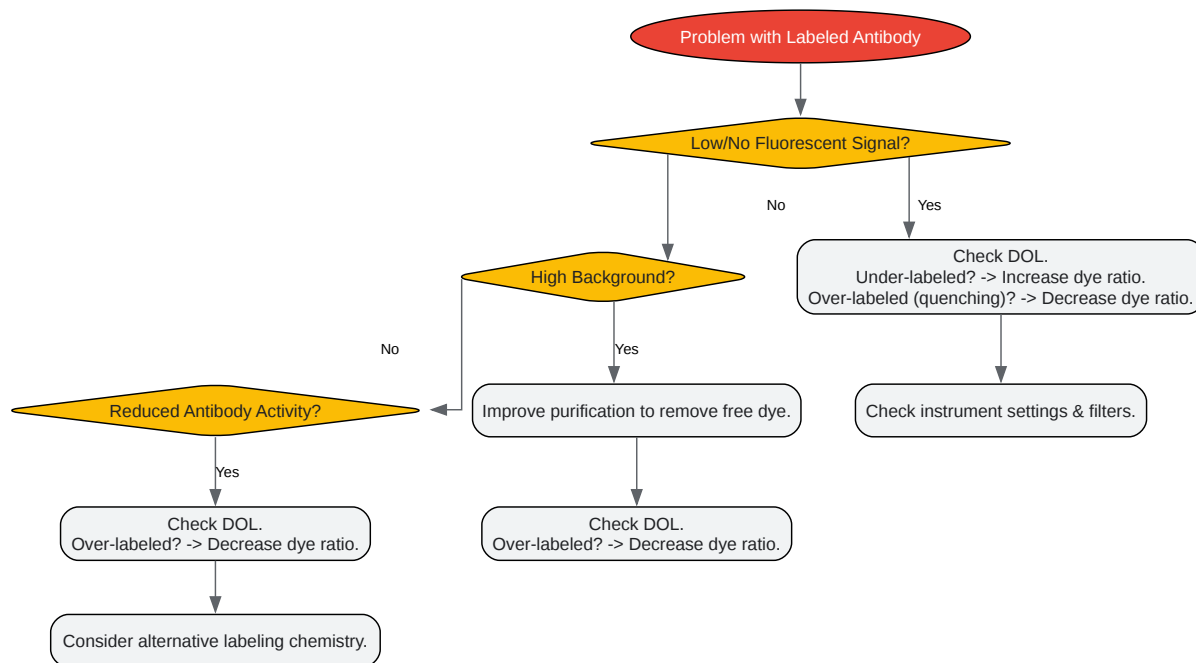 Problem with Labeled Antibody
Low/No Fluorescent Signal?
No
Yes
Check DOL.
Under-labeled? -> Increase dye ratio.
Over-labeled (quenching)? -> Decrease dye ratio.
High Background?
No
Yes
Reduced Antibody Activity?
Improve purification to remove free dye.
Check instrument settings & filters.
Yes
Check DOL.
Over-labeled? -> Decrease dye ratio.
Check DOL.
Over-labeled? -> Decrease dye ratio.
Consider alternative labeling chemistry.